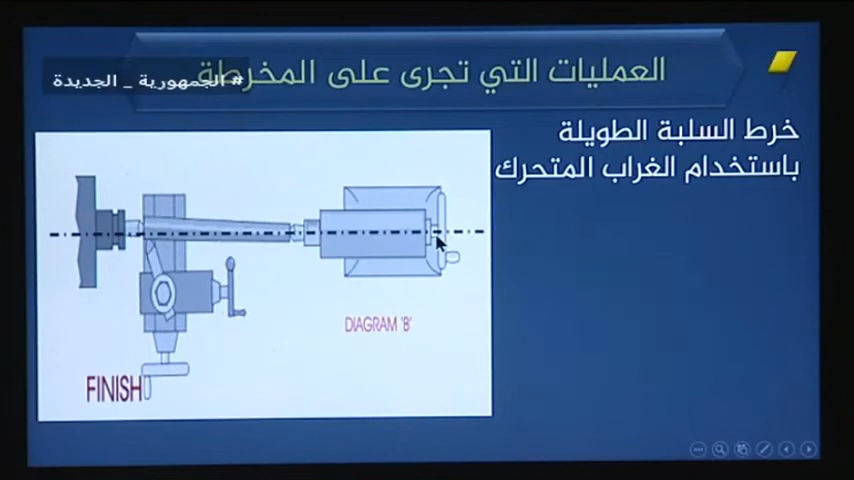 العمليات التي تجرى على المخرطة
# الجمهورية _ الجديدة
خرط السلبة الطويلة
باستخدام الغراب المتحرك
DIAGRAM 'B'
FINISH